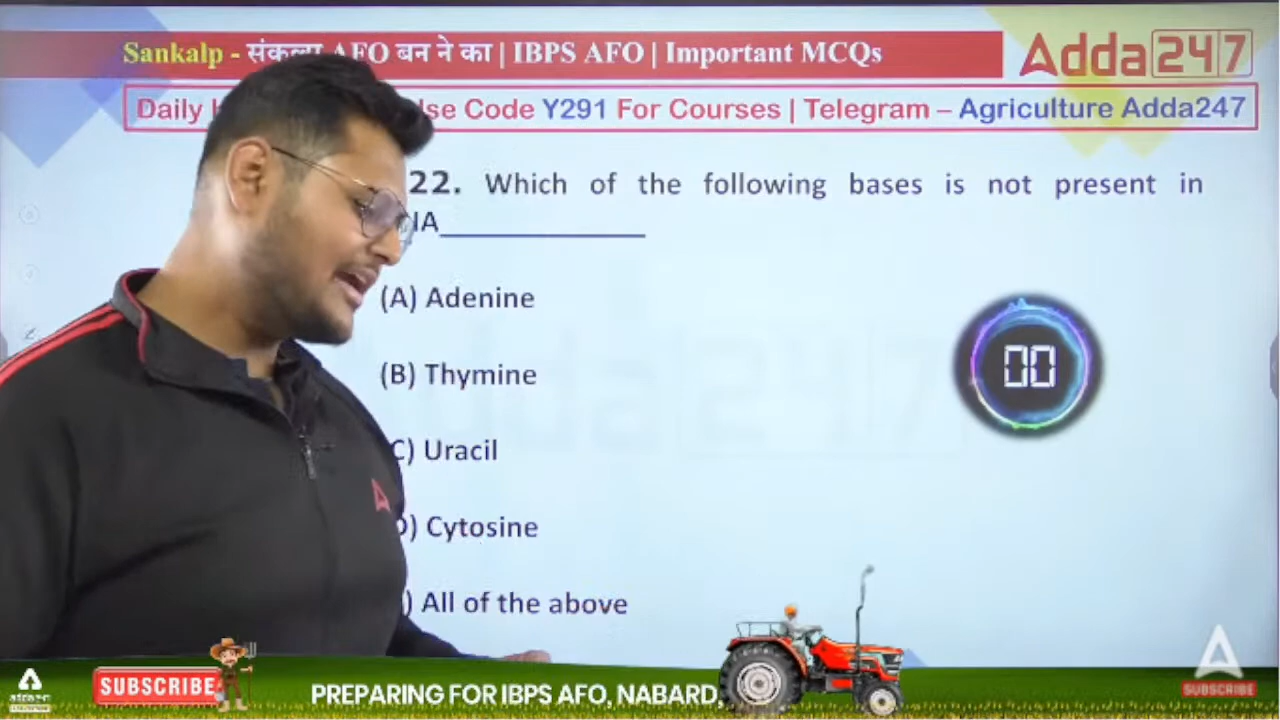 Sankalp - संकल्प AFO बन ने का | IBPS AFO | Important MCQs
Adda247
Daily Use Code Y291 For Courses | Telegram – Agriculture Adda247
22. Which of the following bases is not present in
(A) Adenine
(B) Thymine
00
C) Uracil
) Cytosine
) All of the above
SUBSCRIBE
PREPARING FOR IBPS AFO, NABARD,
SUBSCRIBE